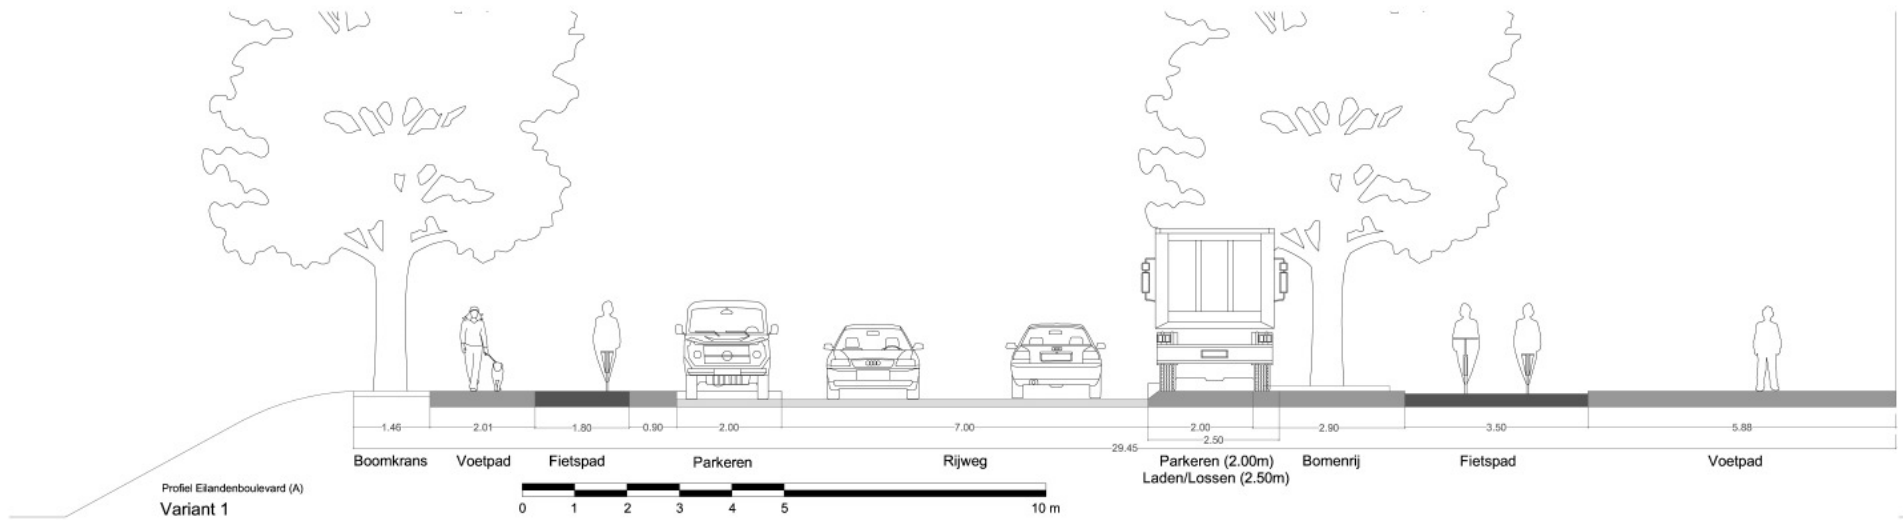 1.46 2.01 1.80 0.90 2.00 7.00 2.00 2.90 3.50 5.88
2.50
29.45
Boomkrans Voetpad Fietspad Parkeren Rijweg Parkeren (2.00m) Bomenrij Fietspad Voetpad
Laden/Lossen (2.50m)
Profiel Eilandenboulevard (A)
Variant 1
0 1 2 3 4 5 10 m